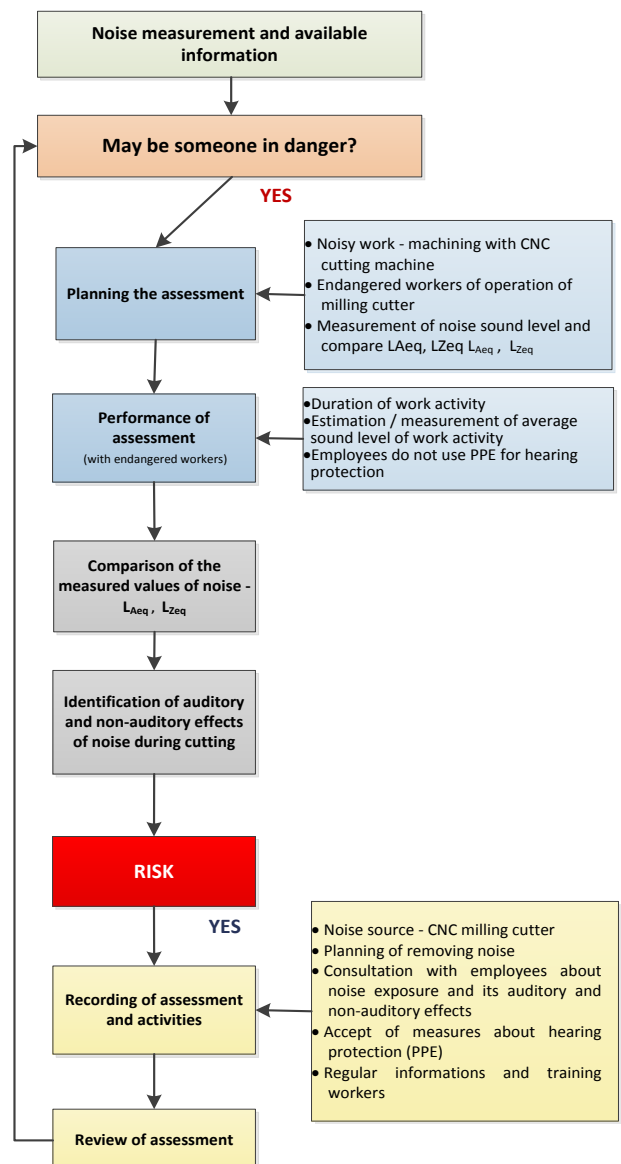 Noise measurement and available
information
May be someone in danger?
YES
Planning the assessment
• Noisy work - machining with CNC
cutting machine
• Endangered workers of operation of
milling cutter
• Measurement of noise sound level and
compare LAeq, LZeq LAeq , LZeq
Performance of
assessment
(with endangered workers)
•Duration of work activity
•Estimation / measurement of average
sound level of work activity
•Employees do not use PPE for hearing
protection
Comparison of the
measured values of noise -
LAeq , LZeq
Identification of auditory
and non-auditory effects
of noise during cutting
RISK
YES
Recording of assessment
and activities
• Noise source - CNC milling cutter
• Planning of removing noise
• Consultation with employees about
noise exposure and its auditory and
non-auditory effects
• Accept of measures about hearing
protection (PPE)
• Regular informations and training
workers
Review of assessment